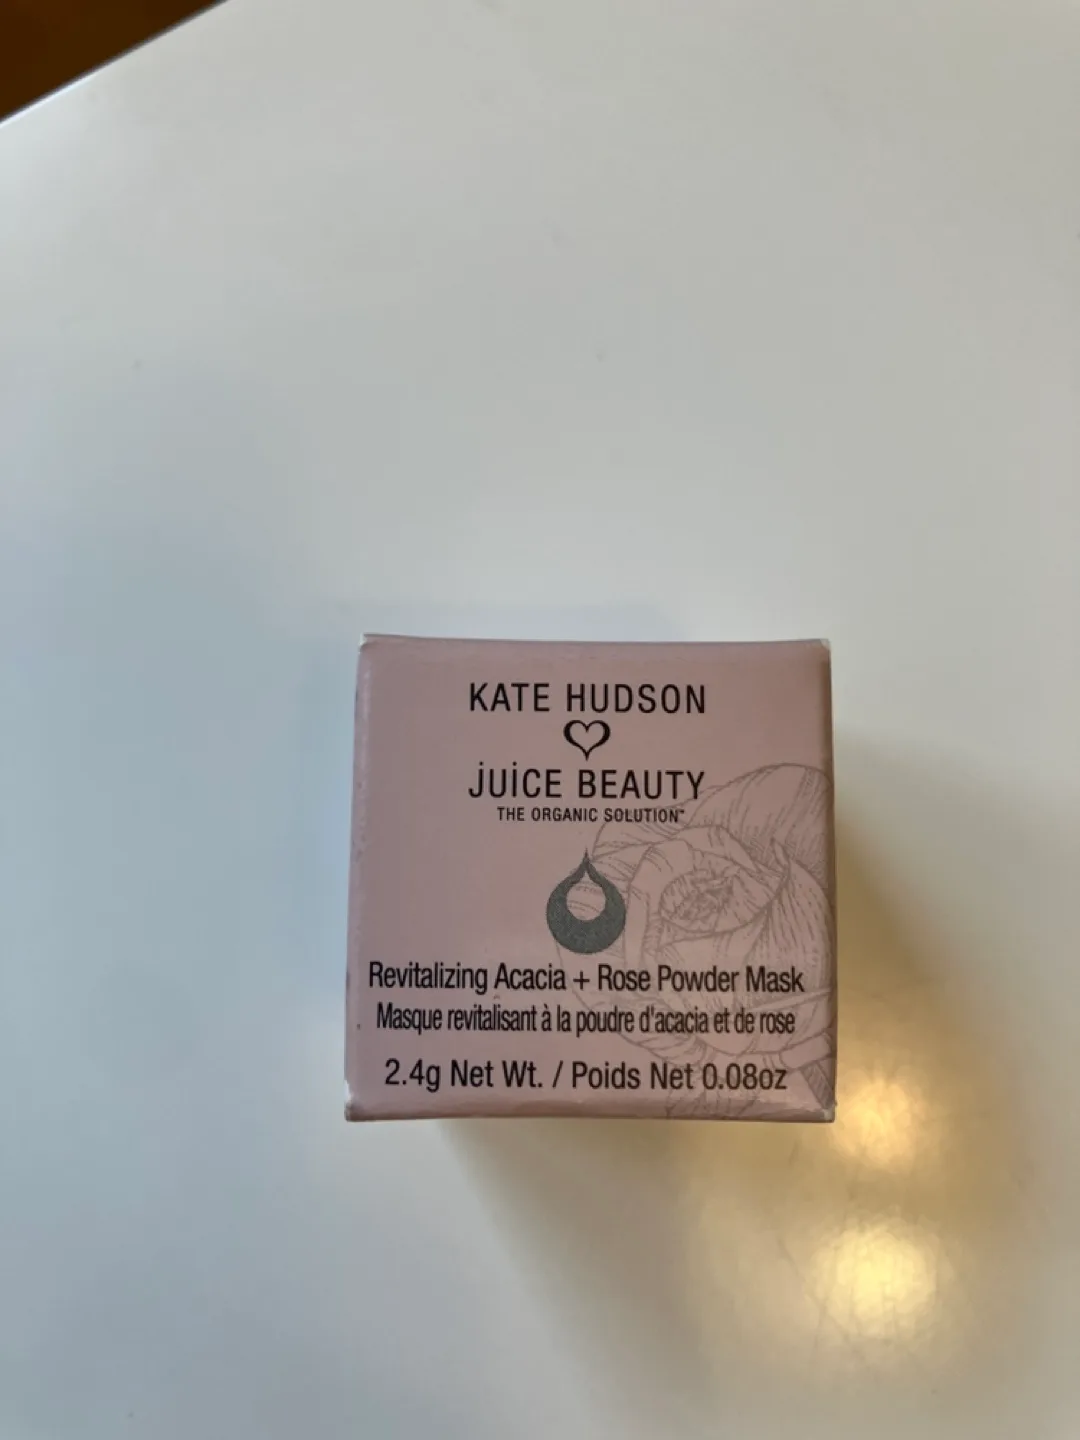 KATE HUDSON
JUICE BEAUTY
THE ORGANIC SOLUTION™
Revitalizing Acacia + Rose Powder Mask
Masque revitalisant à la poudre d'acacia et de rose
2.4g Net Wt. / Poids Net 0.08oz